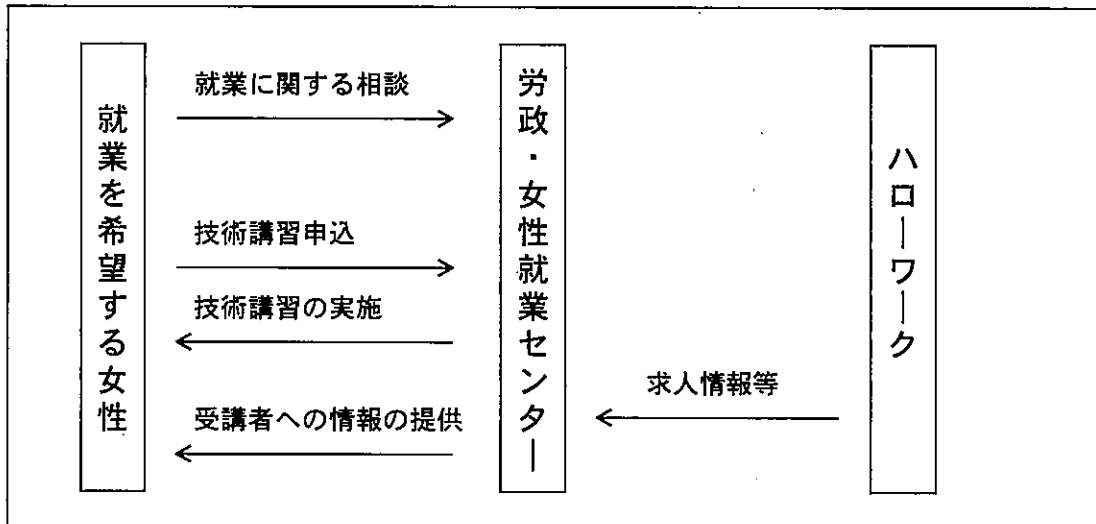 就業を希望する女性
就業に関する相談
技術講習申込
技術講習の実施
受講者への情報の提供
労政・女性就業センター
求人情報等
ハローワーク